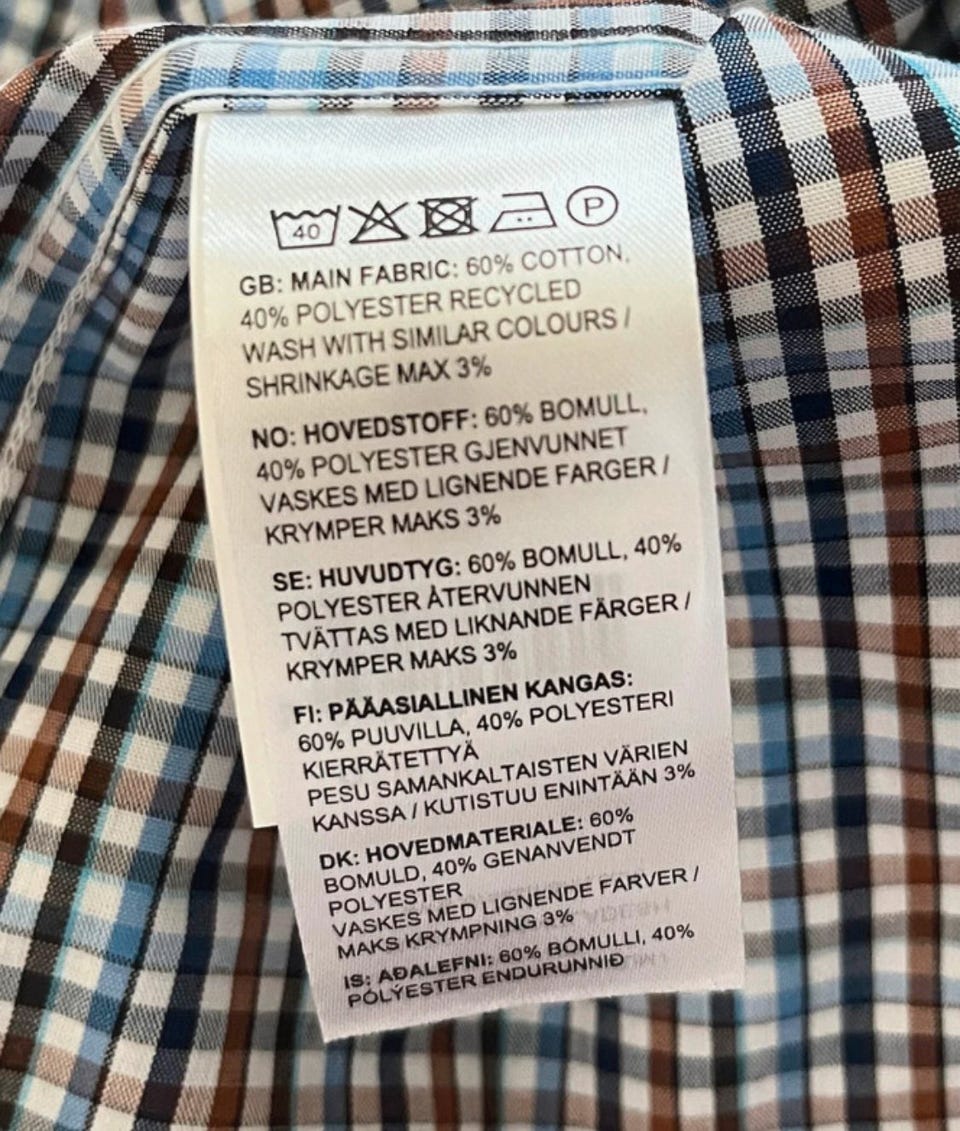 40 P
GB: MAIN FABRIC: 60% COTTON,
40% POLYESTER RECYCLED
WASH WITH SIMILAR COLOURS /
SHRINKAGE MAX 3%
NO: HOVEDSTOFF: 60% BOMULL,
40% POLYESTER GJENVUNNET
VASKES MED LIGNENDE FARGER /
KRYMPER MAKS 3%
SE: HUVUDTYG: 60% BOMULL, 40%
POLYESTER ÅTERVUNNEN
TVÄTTAS MED LIKNANDE FÄRGER /
KRYMPER MAKS 3%
FI: PÄÄASIALLINEN KANGAS:
60% PUUVILLA, 40% POLYESTERI
KIERRÄTETTYÄ
PESU SAMANKALTAISTEN VÄRIEN
KANSSA / KUTISTUU ENINTÄÄN 3%
DK: HOVEDMATERIALE: 60%
BOMULD, 40% GENANVENDT
POLYESTER
VASKES MED LIGNENDE FARVER /
MAKS KRYMPNING 3%
IS: AÐALEFNI: 60% BÓMULLI, 40%
PÓLÝESTER ENDURUNNIÐ